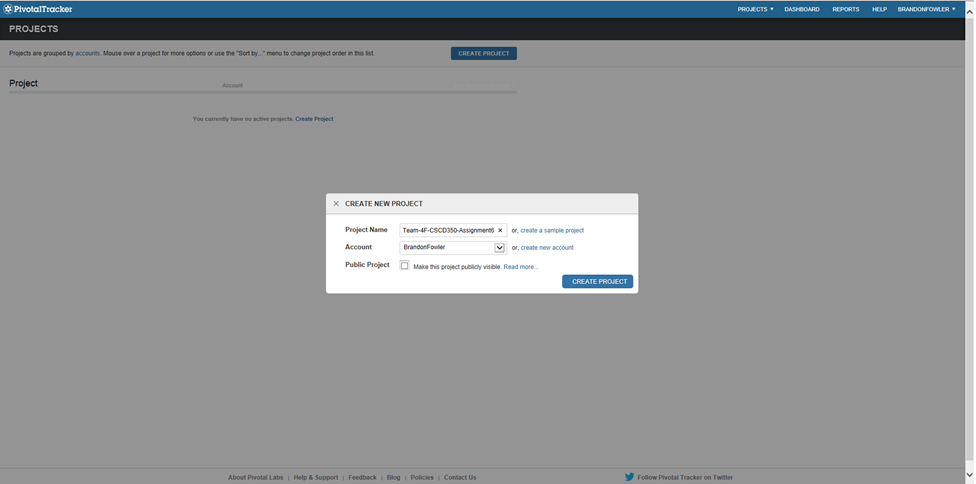 PivotalTracker
PROJECTS ▼ DASHBOARD REPORTS HELP BRANDONFOWLER ▼
PROJECTS
Projects are grouped by accounts. Mouse over a project for more options or use the "Sort by..." menu to change project order in this list.
CREATE PROJECT
Project Account
You currently have no active projects. Create Project
× CREATE NEW PROJECT
Project Name Team-4F-CSCD350-Assignment6 × or, create a sample project
Account BrandonFowler or, create new account
Public Project Make this project publicly visible. Read more...
CREATE PROJECT
About Pivotal Labs | Help & Support | Feedback | Blog | Policies | Contact Us
Follow Pivotal Tracker on Twitter